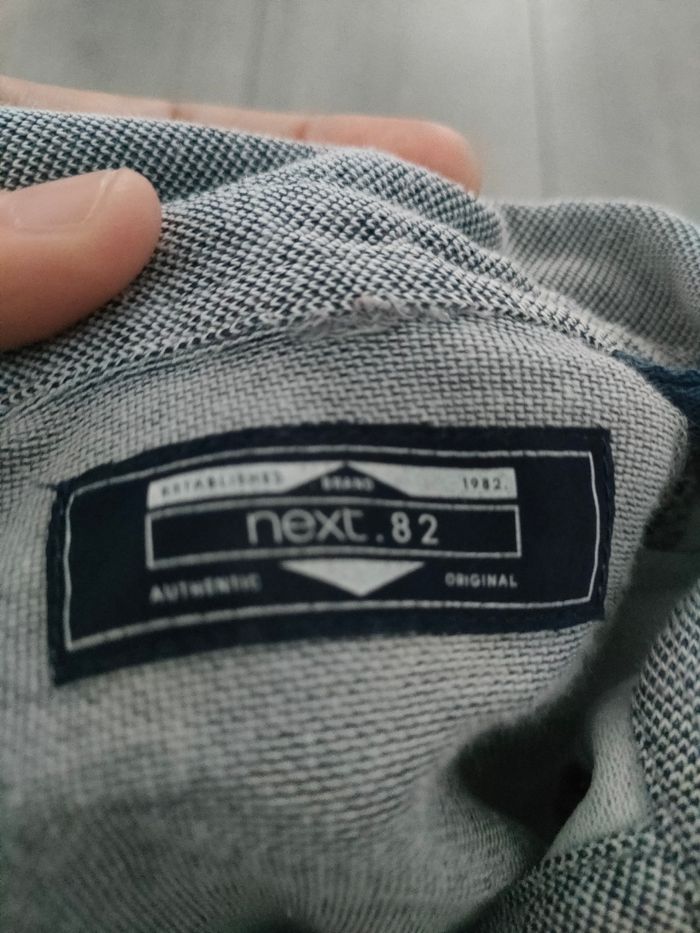 ESTABLISHED BRAND 1982.
next.82
AUTHENTIC ORIGINAL